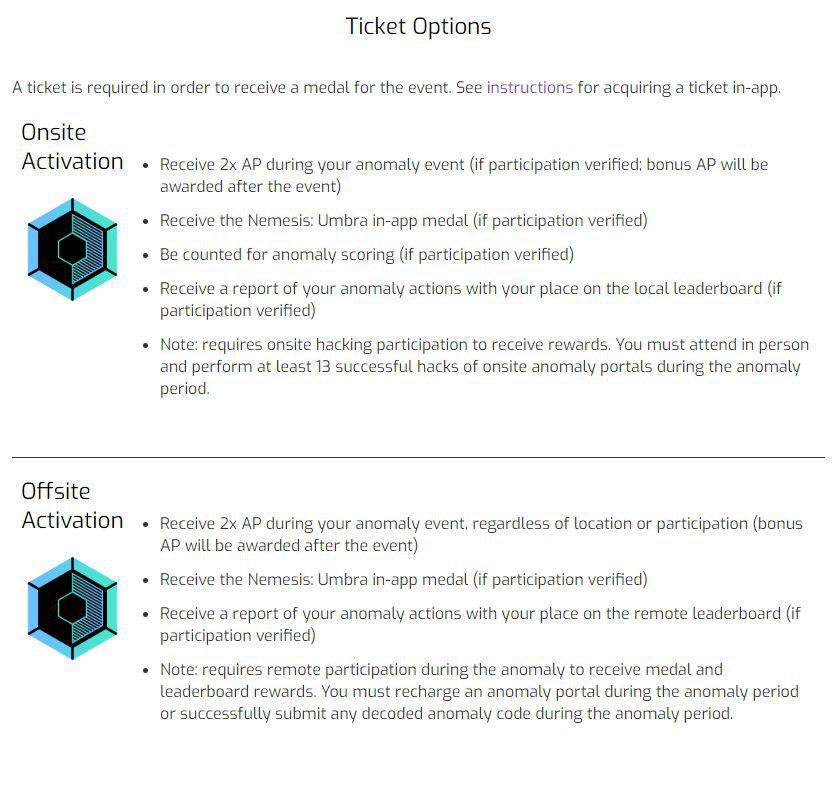 Ticket Options
A ticket is required in order to receive a medal for the event. See instructions for acquiring a ticket in-app.
Onsite
Activation
• Receive 2x AP during your anomaly event (if participation verified; bonus AP will be
awarded after the event)
• Receive the Nemesis: Umbra in-app medal (if participation verified)
• Be counted for anomaly scoring (if participation verified)
• Receive a report of your anomaly actions with your place on the local leaderboard (if
participation verified)
• Note: requires onsite hacking participation to receive rewards. You must attend in person
and perform at least 13 successful hacks of onsite anomaly portals during the anomaly
period.
Offsite
Activation
• Receive 2x AP during your anomaly event, regardless of location or participation (bonus
AP will be awarded after the event)
• Receive the Nemesis: Umbra in-app medal (if participation verified)
• Receive a report of your anomaly actions with your place on the remote leaderboard (if
participation verified)
• Note: requires remote participation during the anomaly to receive medal and
leaderboard rewards. You must recharge an anomaly portal during the anomaly period
or successfully submit any decoded anomaly code during the anomaly period.